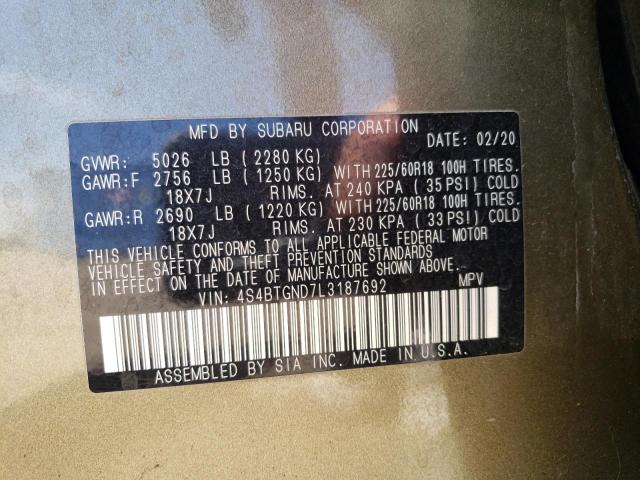 MFD BY SUBARU CORPORATION DATE: 02/20
GVWR: 5026 LB (2280 KG)
GAWR:F 2756 LB (1250 KG) WITH 225/60R18 100H TIRES.
18X7J RIMS. AT 240 KPA (35 PSI) COLD
GAWR:R 2690 LB (1220 KG) WITH 225/60R18 100H TIRES.
18X7J RIMS. AT 230 KPA (33 PSI) COLD
THIS VEHICLE CONFORMS TO ALL APPLICABLE FEDERAL MOTOR
VEHICLE SAFETY AND THEFT PREVENTION STANDARDS
IN EFFECT ON THE DATE OF MANUFACTURE SHOWN ABOVE.
VIN: 4S4BTGND7L3187692 MPV
ASSEMBLED BY SIA INC. MADE IN U.S.A.